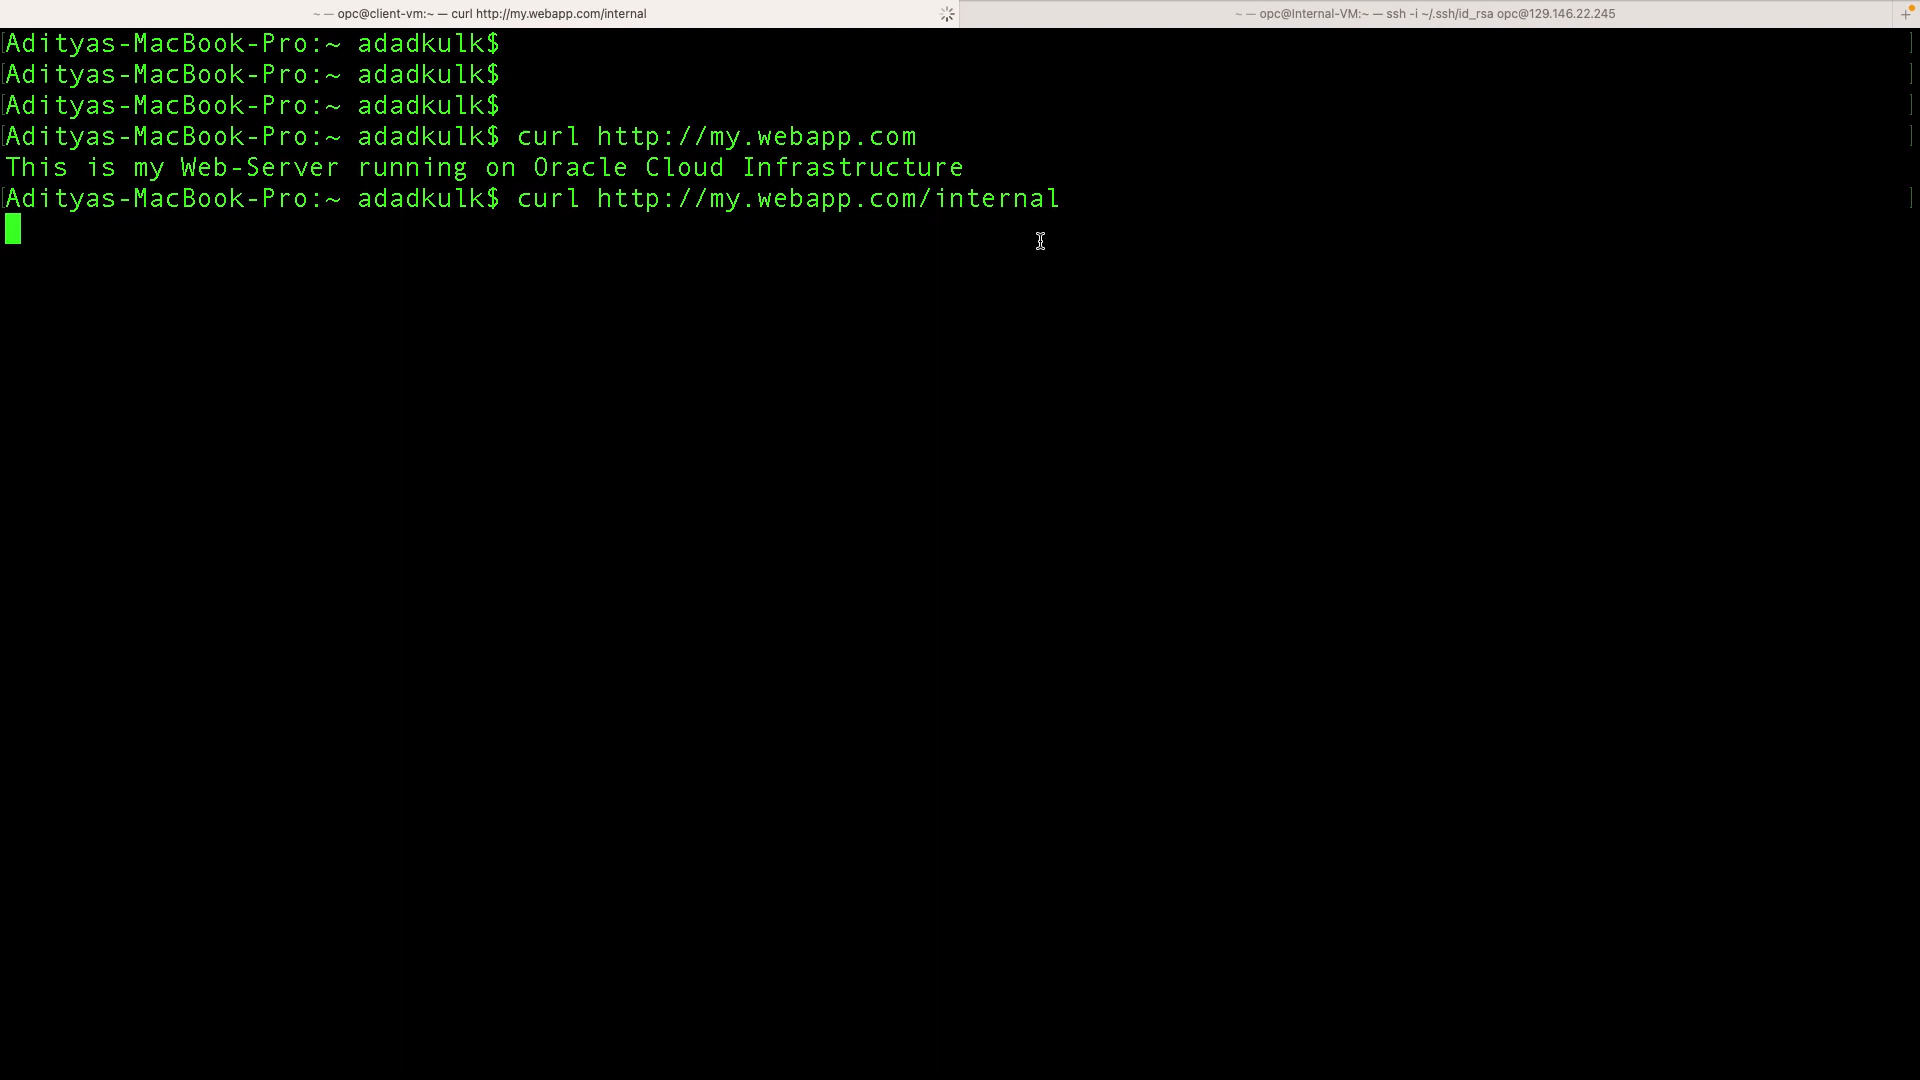 ~ — opc@client-vm:~ — curl http://my.webapp.com/internal
~ — opc@Internal-VM:~ — ssh -i ~/.ssh/id_rsa opc@129.146.22.245
+
[Adityas-MacBook-Pro:~ adadkulk$ ]
[Adityas-MacBook-Pro:~ adadkulk$ ]
[Adityas-MacBook-Pro:~ adadkulk$ ]
[Adityas-MacBook-Pro:~ adadkulk$ curl http://my.webapp.com ]
This is my Web-Server running on Oracle Cloud Infrastructure
[Adityas-MacBook-Pro:~ adadkulk$ curl http://my.webapp.com/internal ]